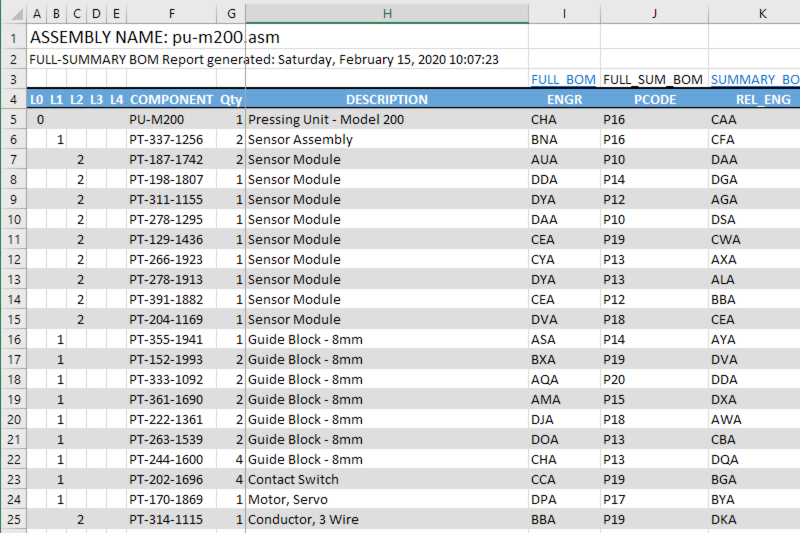 A B C D E F G H I J K
1 ASSEMBLY NAME: pu-m200.asm
2 FULL-SUMMARY BOM Report generated: Saturday, February 15, 2020 10:07:23
3 FULL_BOM FULL_SUM_BOM SUMMARY_BO
4 L0 L1 L2 L3 L4 COMPONENT Qty DESCRIPTION ENGR PCODE REL_ENG
5 0 PU-M200 1 Pressing Unit - Model 200 CHA P16 CAA
6 1 PT-337-1256 2 Sensor Assembly BNA P16 CFA
7 2 PT-187-1742 2 Sensor Module AUA P10 DAA
8 2 PT-198-1807 1 Sensor Module DDA P14 DGA
9 2 PT-311-1155 1 Sensor Module DYA P12 AGA
10 2 PT-278-1295 1 Sensor Module DAA P10 DSA
11 2 PT-129-1436 1 Sensor Module CEA P19 CWA
12 2 PT-266-1923 1 Sensor Module CYA P13 AXA
13 2 PT-278-1913 1 Sensor Module DYA P13 ALA
14 2 PT-391-1882 1 Sensor Module CEA P12 BBA
15 2 PT-204-1169 1 Sensor Module DVA P18 CEA
16 1 PT-355-1941 1 Guide Block - 8mm ASA P14 AYA
17 1 PT-152-1993 2 Guide Block - 8mm BXA P19 DVA
18 1 PT-333-1092 2 Guide Block - 8mm AQA P20 DDA
19 1 PT-361-1690 2 Guide Block - 8mm AMA P15 DXA
20 1 PT-222-1361 2 Guide Block - 8mm DJA P18 AWA
21 1 PT-263-1539 2 Guide Block - 8mm DOA P13 CBA
22 1 PT-244-1600 4 Guide Block - 8mm CHA P13 DQA
23 1 PT-202-1696 4 Contact Switch CCA P19 BGA
24 1 PT-170-1869 1 Motor, Servo DPA P17 BYA
25 2 PT-314-1115 1 Conductor, 3 Wire BBA P19 DKA